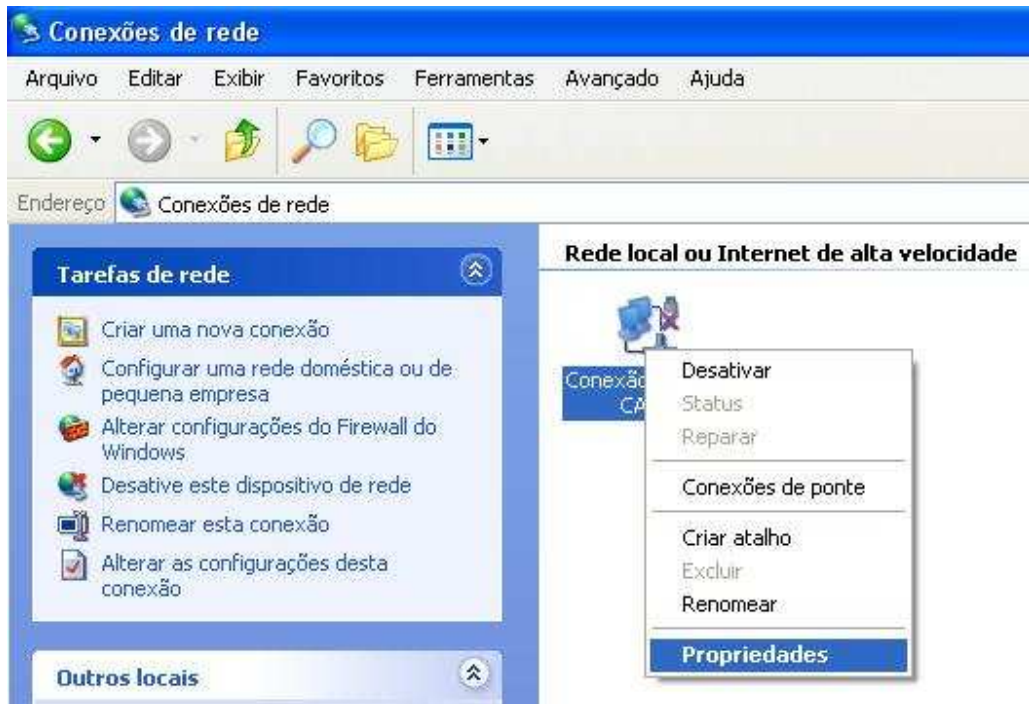 Conexões de rede
Arquivo Editar Exibir Favoritos Ferramentas Avançado Ajuda
Endereço Conexões de rede
Tarefas de rede
Criar uma nova conexão
Configurar uma rede doméstica ou de
pequena empresa
Alterar configurações do Firewall do
Windows
Desative este dispositivo de rede
Renomear esta conexão
Alterar as configurações desta
conexão
Outros locais
Rede local ou Internet de alta velocidade
Desativar
Status
Reparar
Conexões de ponte
Criar atalho
Excluir
Renomear
Propriedades